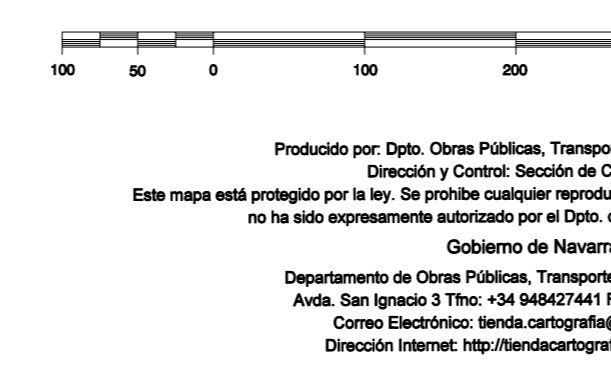 100 50 0 100 200
Producido por: Dpto. Obras Públicas, Transpo
Dirección y Control: Sección de C
Este mapa está protegido por la ley. Se prohibe cualquier reprodu
no ha sido expresamente autorizado por el Dpto.
Gobierno de Navarra
Departamento de Obras Públicas, Transporte
Avda. San Ignacio 3 Tfno: +34 948427441
Correo Electrónico: tienda.cartografia@
Dirección Internet: http://tiendacartograf